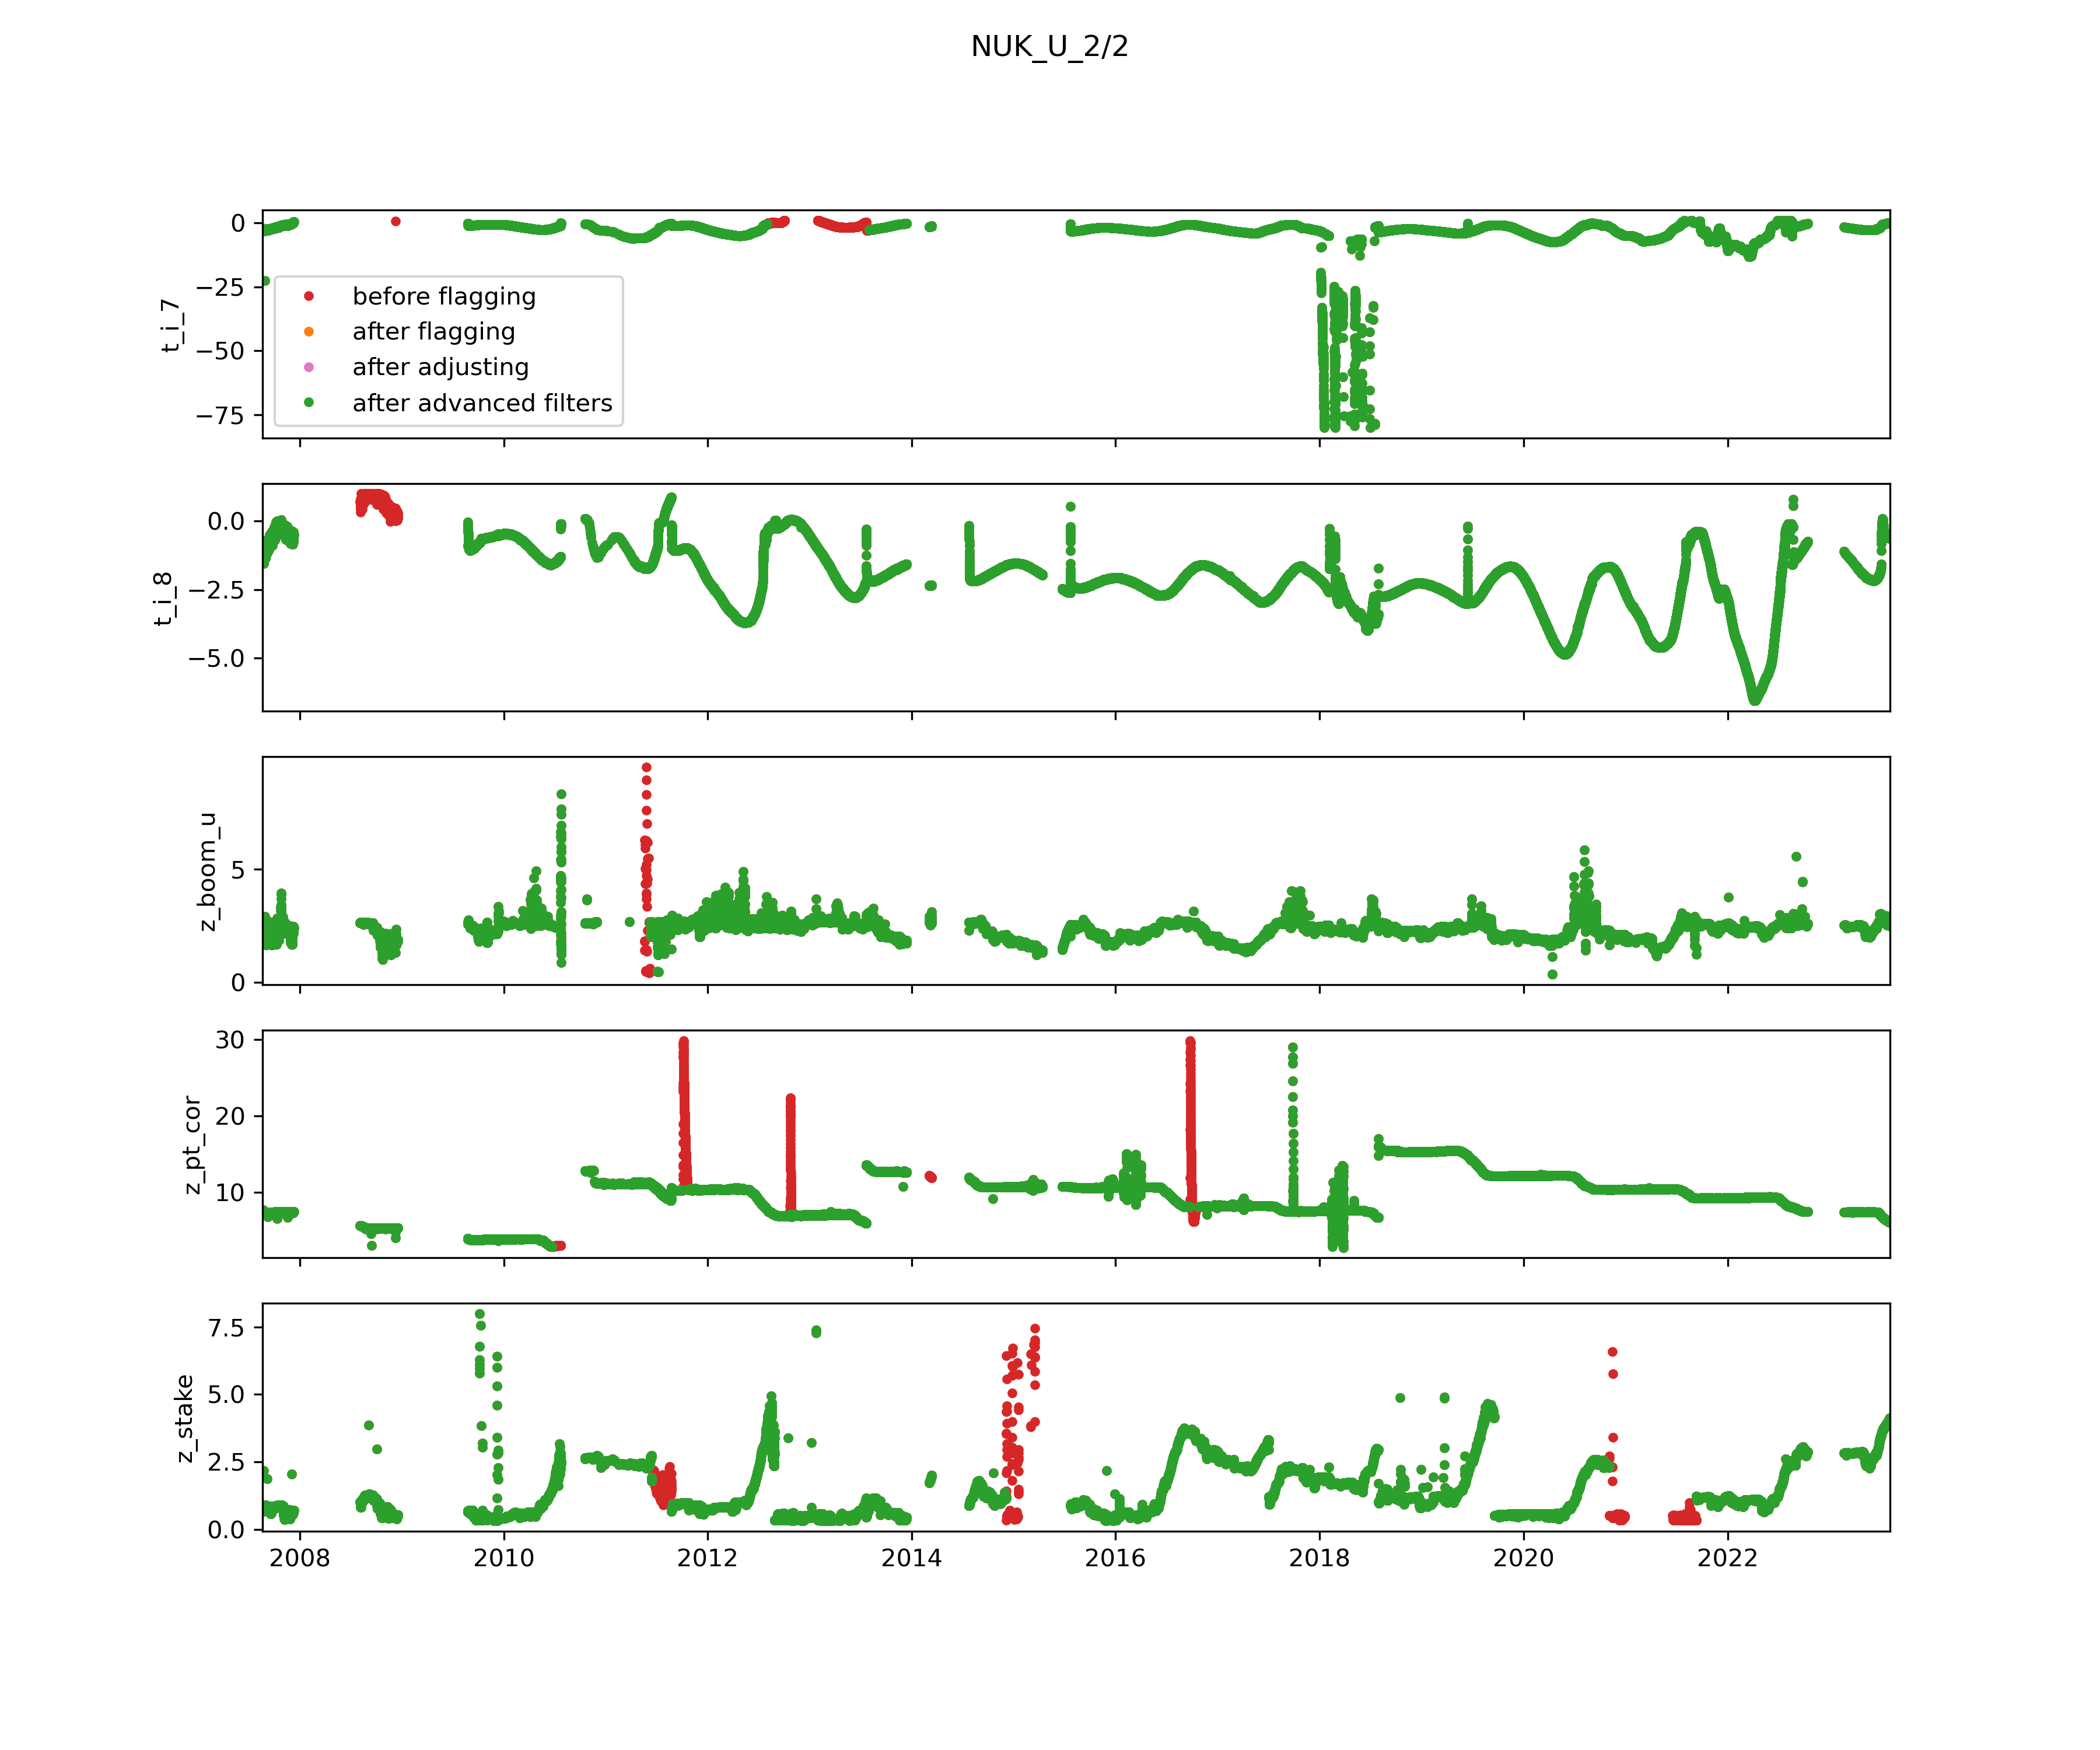 NUK_U_2/2
0
−25
−50
−75
t_i_7
before flagging
after flagging
after adjusting
after advanced filters
0.0
−2.5
−5.0
t_i_8
5
0
z_boom_u
30
20
10
z_pt_cor
7.5
5.0
2.5
0.0
z_stake
2008 2010 2012 2014 2016 2018 2020 2022